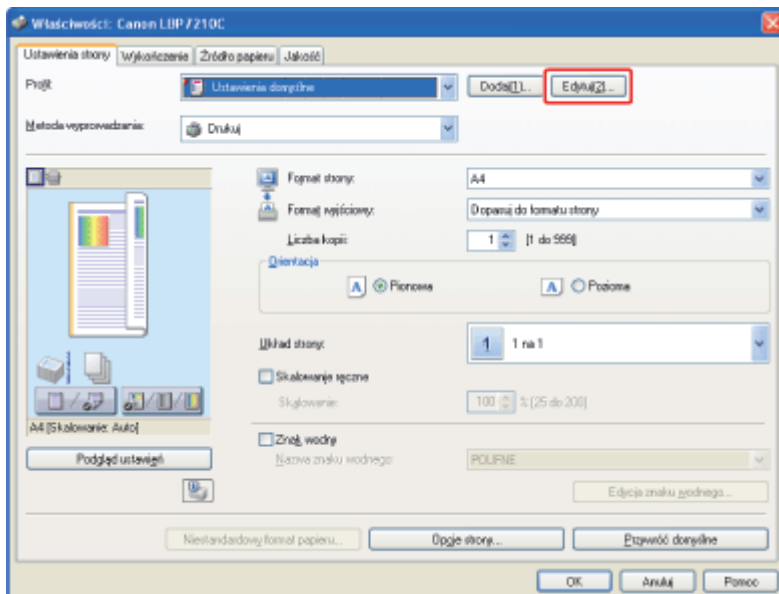 Właściwości: Canon LBP7210C
Ustawienia strony Wykończenie Źródło papieru Jakość
Profil: Ustawienia domyślne Dodaj(1)... Edytuj(2)...
Metoda wyprowadzania: Drukuj
Format strony: A4
Format wyjściowy: Dopasuj do formatu strony
Liczba kopii: 1 [1 do 999]
Orientacja
A Pionowa A Pozioma
Układ strony: 1 1 na 1
Skalowanie ręczne
Skalowanie: 100 % [25 do 200]
A4 [Skalowanie: Auto]
Znak wodny
Podgląd ustawień Nazwa znaku wodnego: POUFNE
Edycja znaku wodnego...
Niestandardowy format papieru... Opcje strony... Przywróć domyślne
OK Anuluj Pomoc